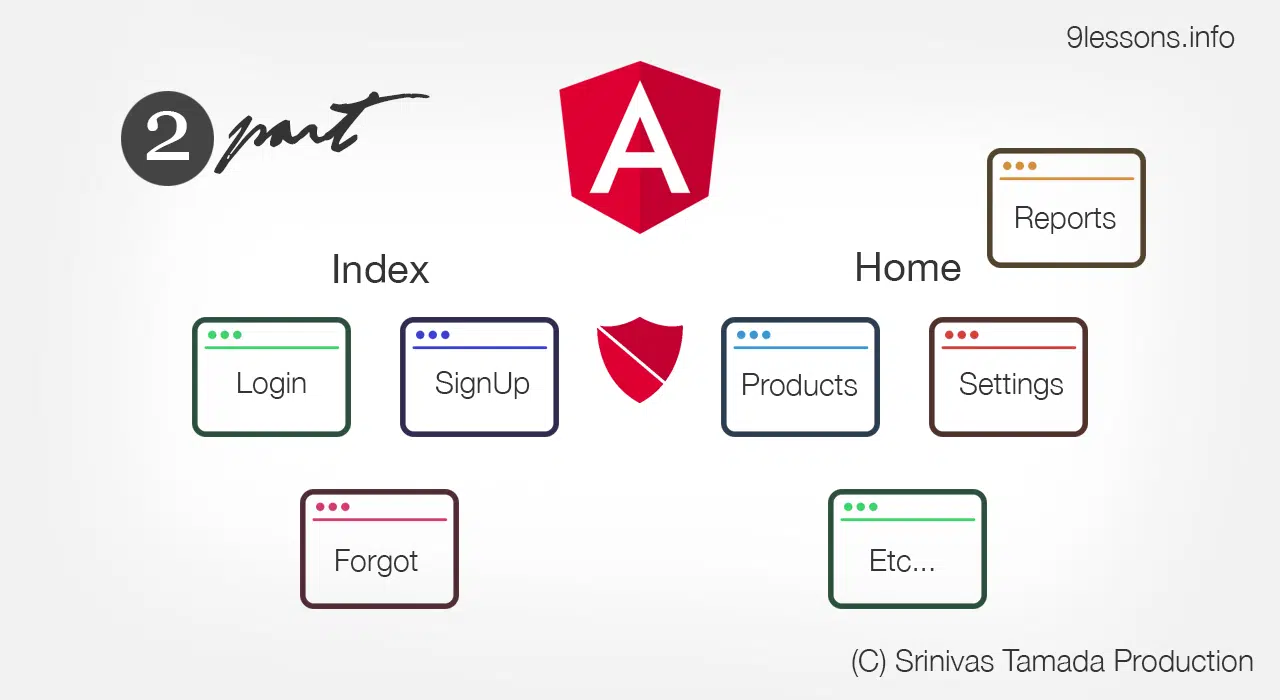 9lessons.info
2 part
A
Reports
Index
Home
Login
SignUp
Products
Settings
Forgot
Etc...
(C) Srinivas Tamada Production